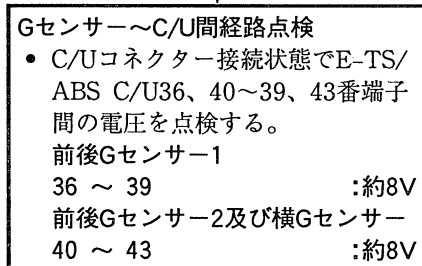 Gセンサー～C/U間経路点検
• C/Uコネクター接続状態でE-TS/
ABS C/U36、40～39、43番端子
間の電圧を点検する。
前後Gセンサー1
36 ～ 39 :約8V
前後Gセンサー2及び横Gセンサー
40 ～ 43 :約8V